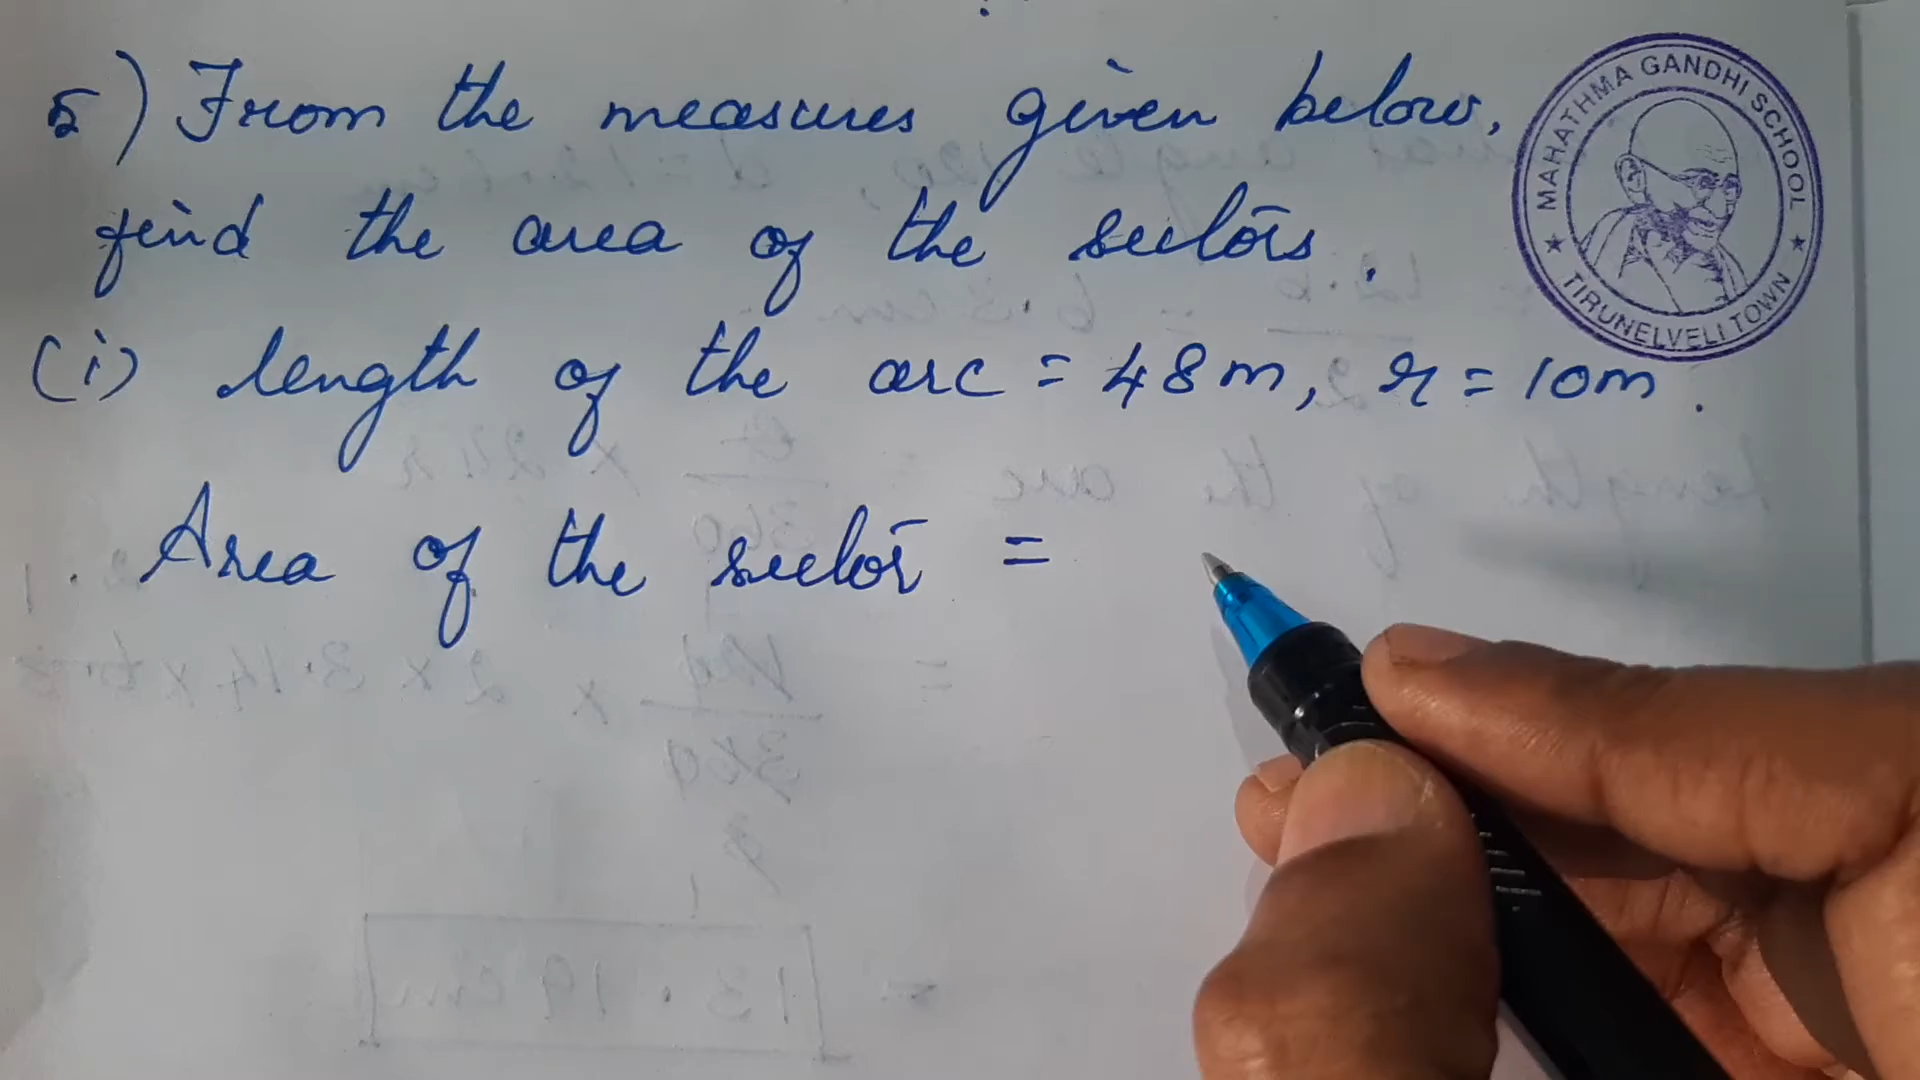 5) From the measures given below,
find the area of the sectors.
(i) length of the arc = 48m, r = 10m.
Area of the sector =
MAHATHMA GANDHI SCHOOL
★ TIRUNELVELI TOWN ★